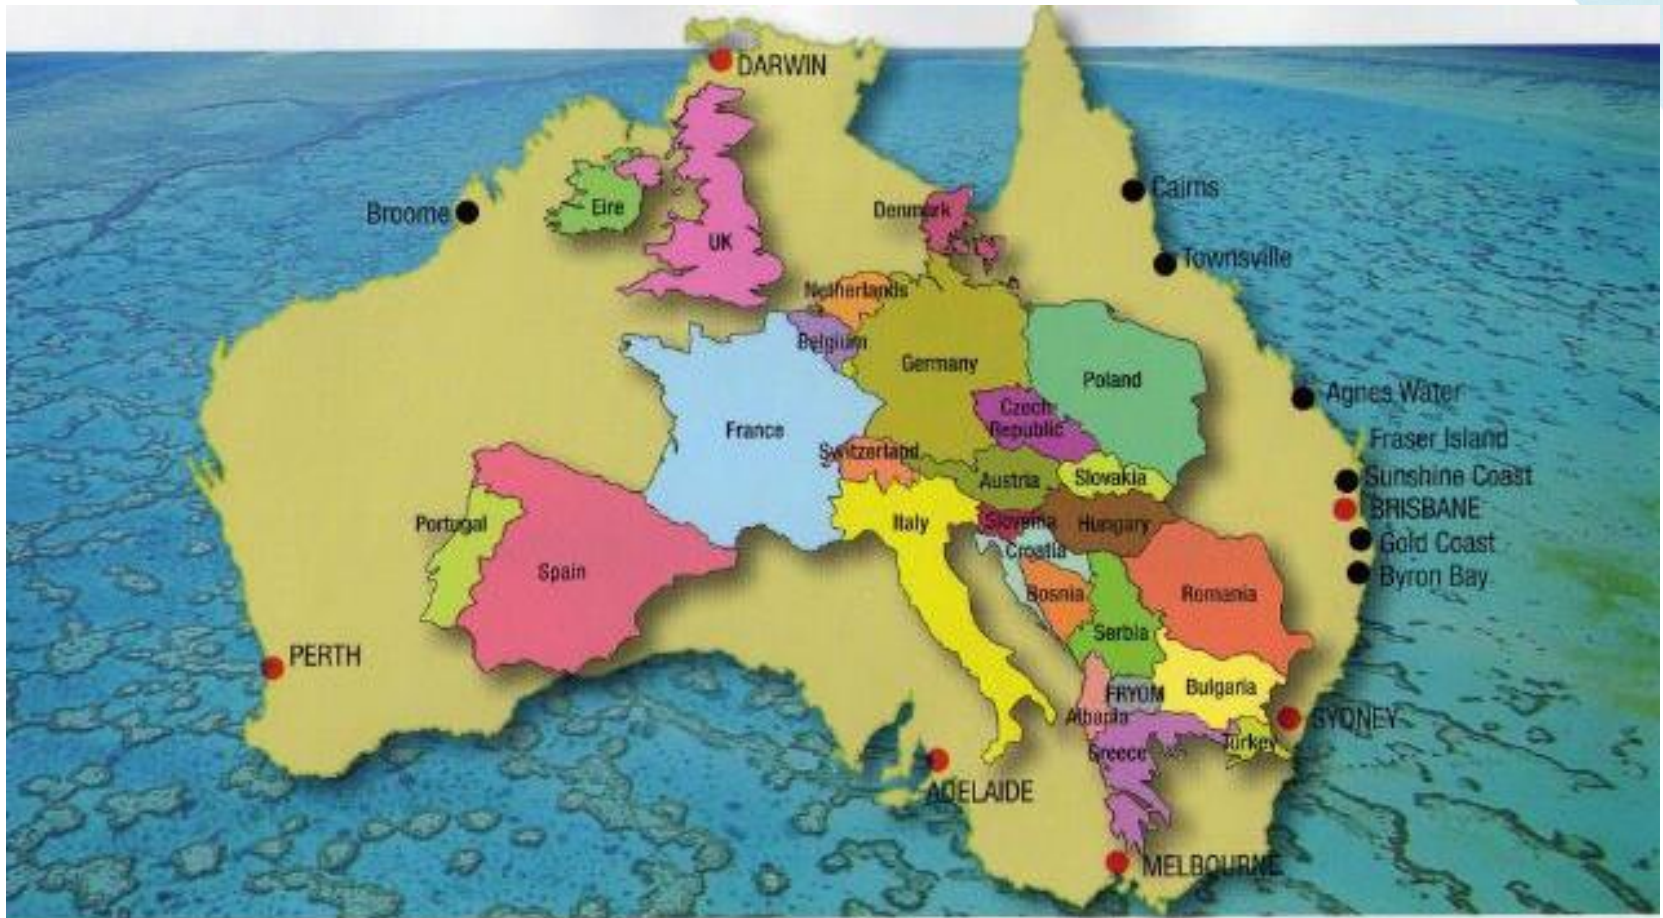 DARWIN
Cairns
Broome
Eire
Denmark
UK
Townsville
Netherlands
Belgium
Germany
Poland
Agnes Water
Czech
Republic
France
Fraser Island
Switzerland
Austria
Slovakia
Sunshine Coast
BRISBANE
Portugal
Italy
Slovenia
Hungary
Gold Coast
Croatia
Spain
Byron Bay
Bosnia
Romania
Serbia
PERTH
FRYOM
Bulgaria
Albania
SYDNEY
Greece
Turkey
ADELAIDE
MELBOURNE